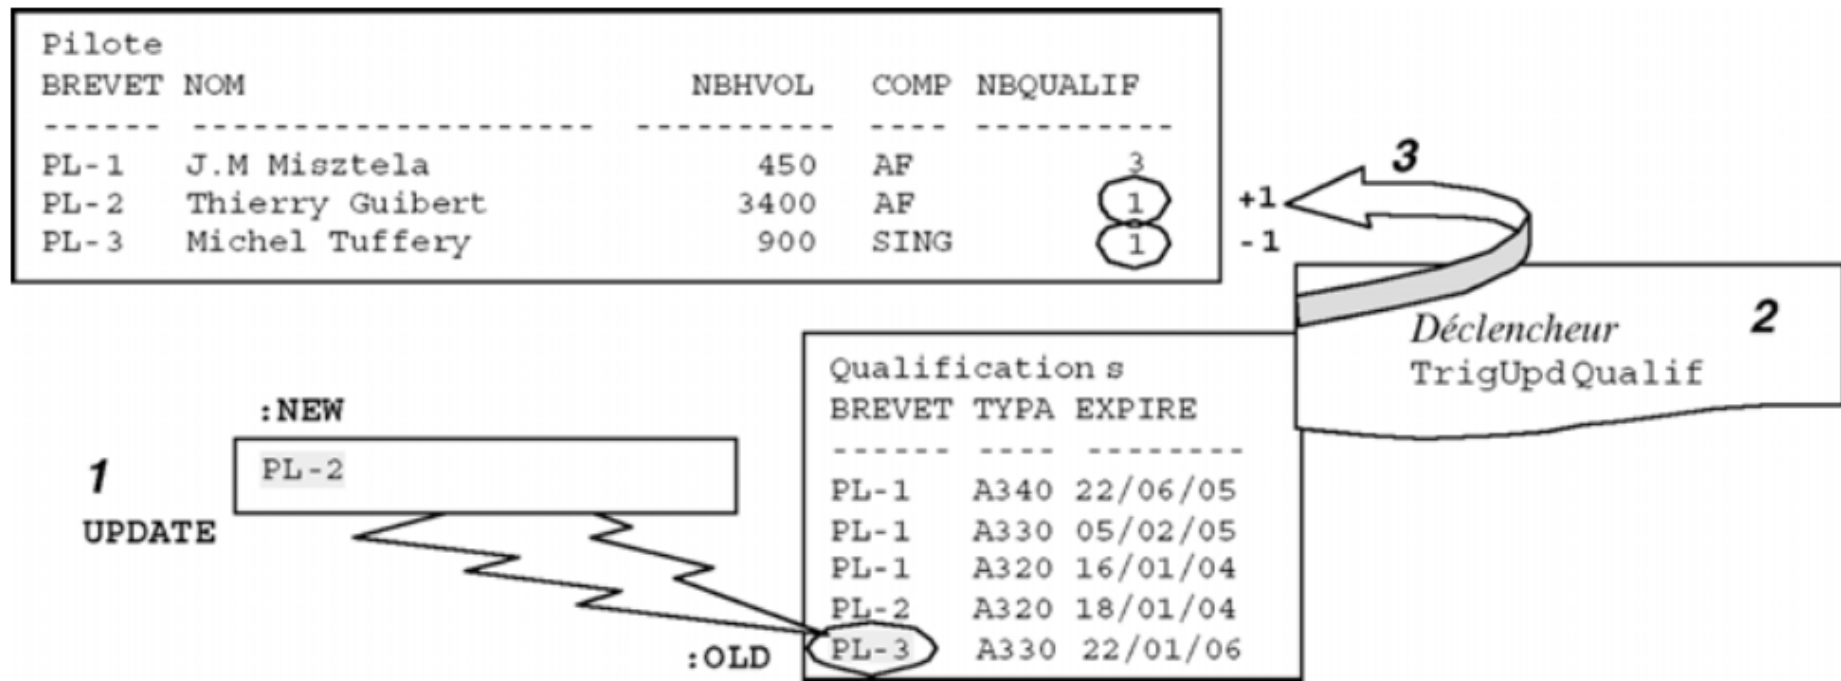 Pilote
BREVET NOM NBHVOL COMP NBQUALIF
------ -------------------- ---------- ---- ----------
PL-1 J.M Misztela 450 AF 3
PL-2 Thierry Guibert 3400 AF 1 +1
PL-3 Michel Tuffery 900 SING 1 -1
3
2
Déclencheur
TrigUpdQualif
:NEW
1
PL-2
UPDATE
:OLD
Qualifications
BREVET TYPA EXPIRE
------ ---- --------
PL-1 A340 22/06/05
PL-1 A330 05/02/05
PL-1 A320 16/01/04
PL-2 A320 18/01/04
PL-3 A330 22/01/06